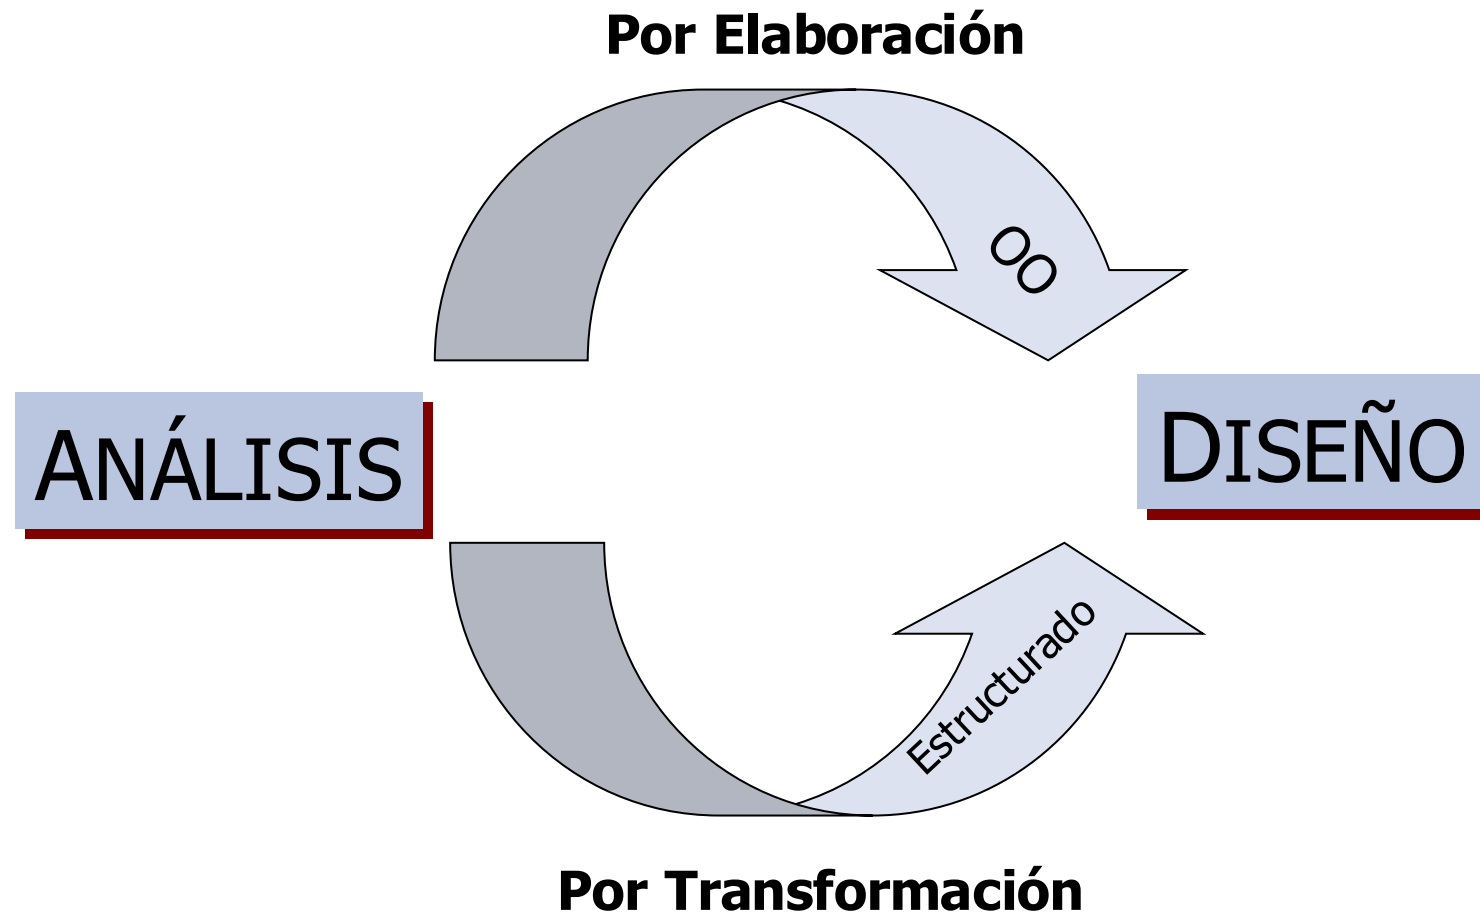 Por Elaboración
OO
ANÁLISIS
DISEÑO
Estructurado
Por Transformación